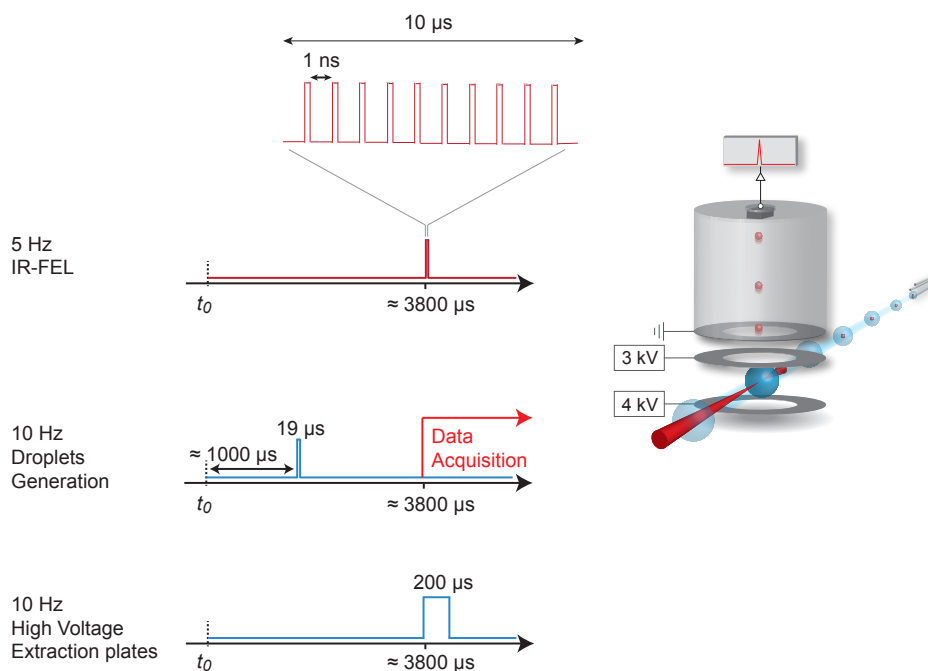 10 µs
1 ns
5 Hz
IR-FEL
t0
≈ 3800 µs
3 kV
4 kV
10 Hz
Droplets
Generation
≈ 1000 µs
19 µs
Data
Acquisition
t0
≈ 3800 µs
10 Hz
High Voltage
Extraction plates
200 µs
t0
≈ 3800 µs